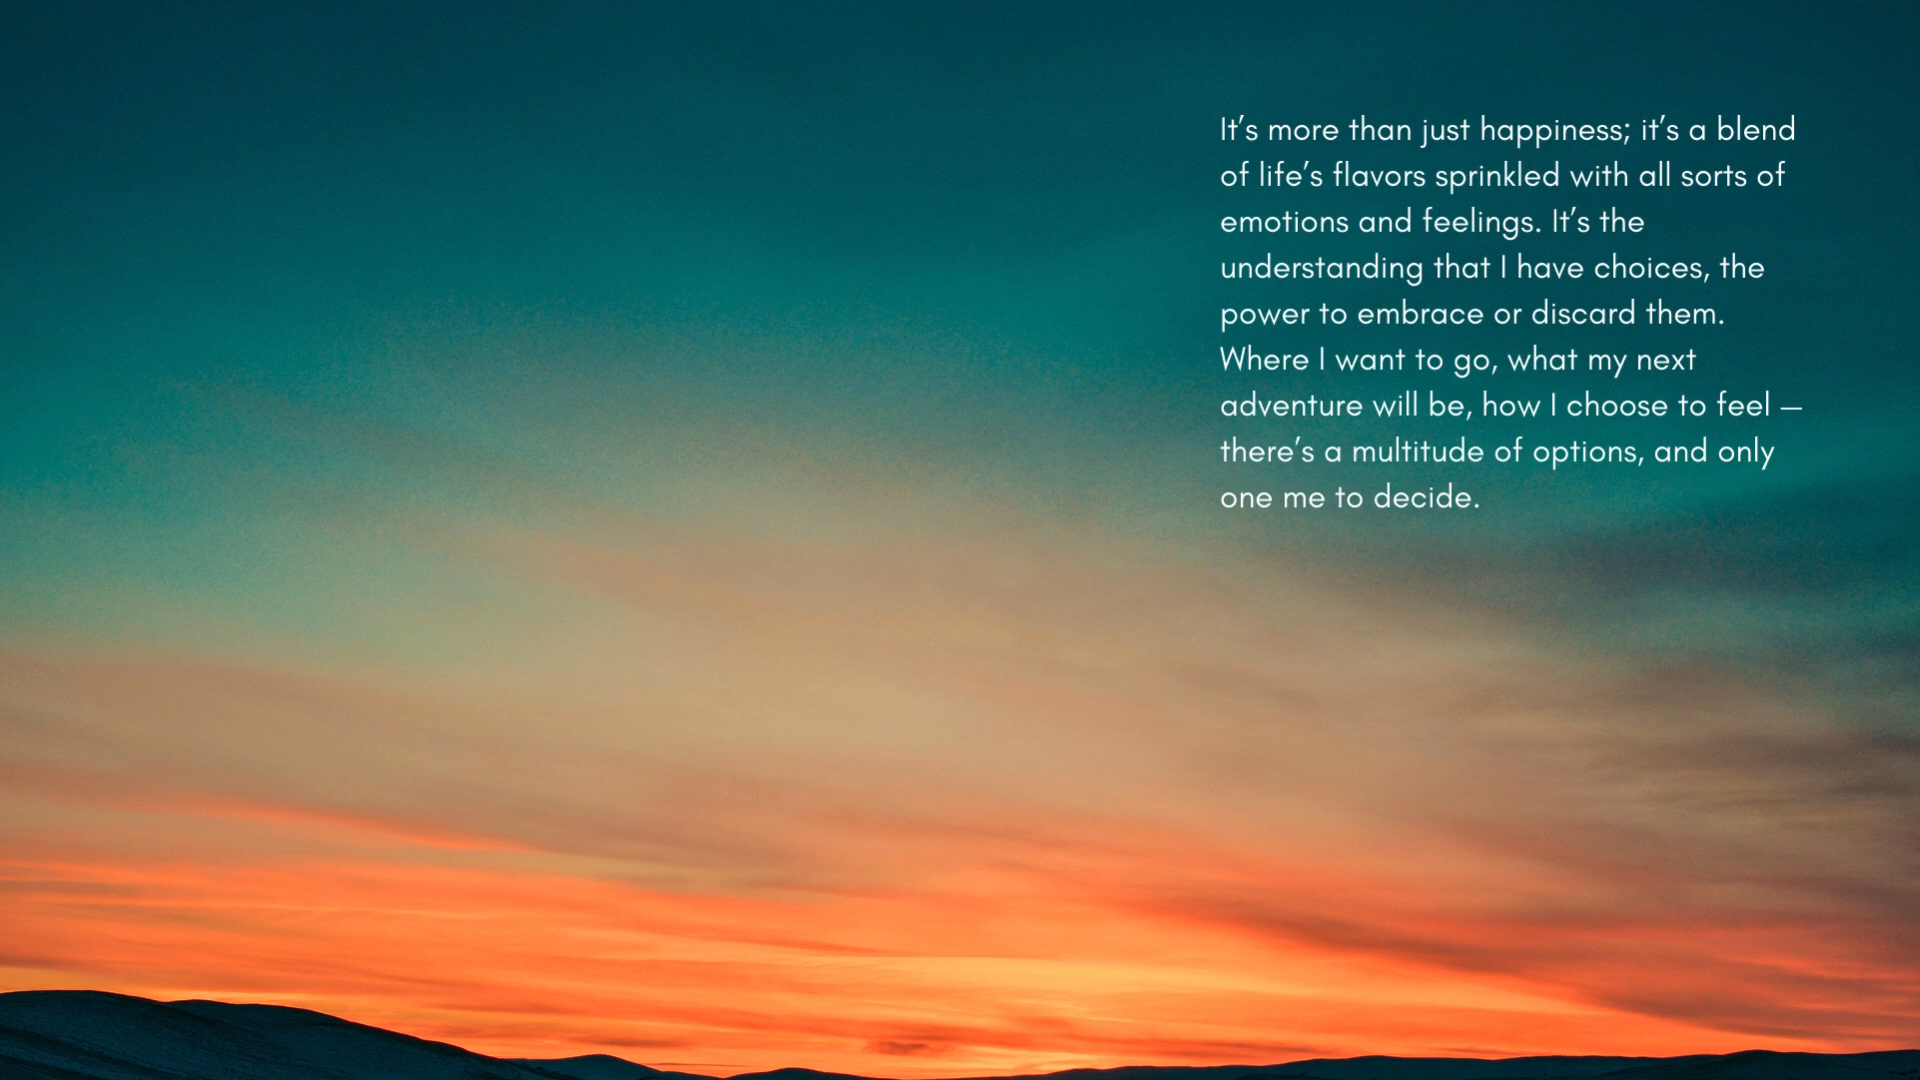 It’s more than just happiness; it’s a blend
of life’s flavors sprinkled with all sorts of
emotions and feelings. It’s the
understanding that I have choices, the
power to embrace or discard them.
Where I want to go, what my next
adventure will be, how I choose to feel —
there’s a multitude of options, and only
one me to decide.